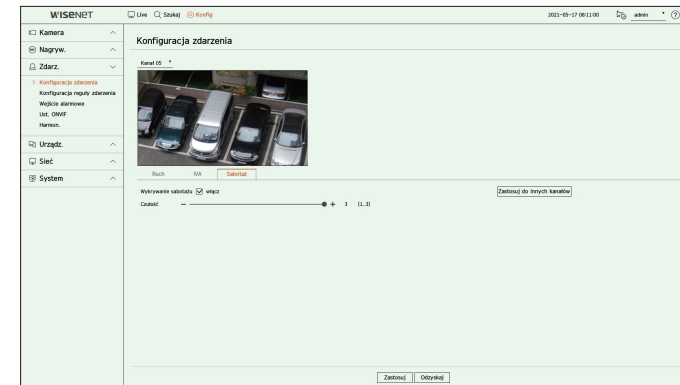 WISENET
Live Szukaj Konfig
2021-05-17 08:11:00 admin ?
Kamera
Nagryw.
Zdarz.
> Konfiguracja zdarzenia
Konfiguracja reguły zdarzenia
Wejście alarmowe
Ust. ONVIF
Harmon.
Urządz.
Sieć
System
Konfiguracja zdarzenia
Kanał 05
Ruch IVA Sabotaż
Wykrywanie sabotażu włącz
Zastosuj do innych kanałów
Czułość − + 3 (1..3)
Zastosuj Odzyskaj